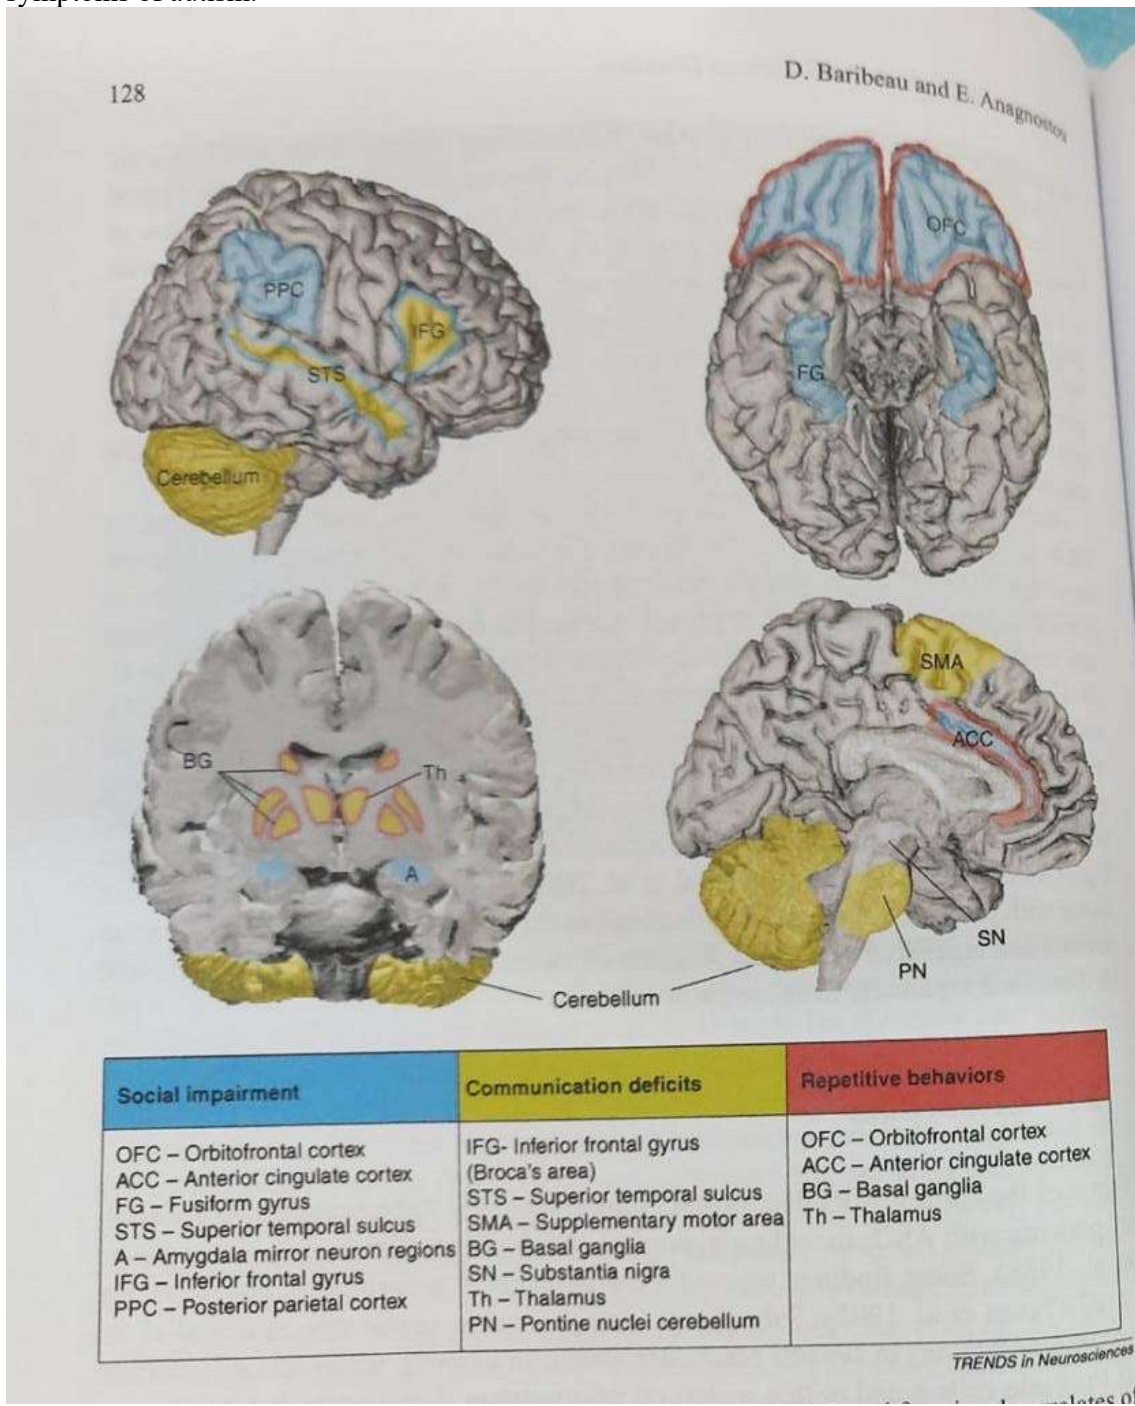 128
D. Baribeau and E. Anagnostou
PPC
IFG
STS
Cerebellum
OFC
FG
BG
Th
A
SMA
ACC
SN
PN
Cerebellum
Social impairment
OFC – Orbitofrontal cortex
ACC – Anterior cingulate cortex
FG – Fusiform gyrus
STS – Superior temporal sulcus
A – Amygdala mirror neuron regions
IFG – Inferior frontal gyrus
PPC – Posterior parietal cortex
Communication deficits
IFG- Inferior frontal gyrus
(Broca's area)
STS – Superior temporal sulcus
SMA – Supplementary motor area
BG – Basal ganglia
SN – Substantia nigra
Th – Thalamus
PN – Pontine nuclei cerebellum
Repetitive behaviors
OFC – Orbitofrontal cortex
ACC – Anterior cingulate cortex
BG – Basal ganglia
Th – Thalamus
TRENDS in Neurosciences